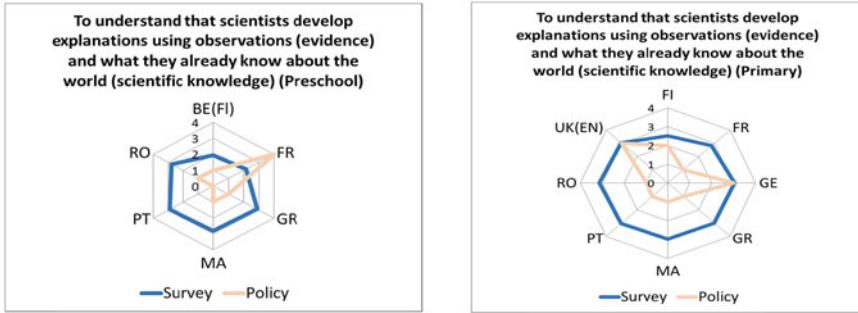 To understand that scientists develop
explanations using observations (evidence)
and what they already know about the
world (scientific knowledge) (Preschool)
BE(Fl)
4
3
2
1
0
RO
FR
PT
GR
MA
Survey
Policy
To understand that scientists develop
explanations using observations (evidence)
and what they already know about the
world (scientific knowledge) (Primary)
FI
4
3
2
1
0
UK(EN)
FR
RO
GE
PT
GR
MA
Survey
Policy